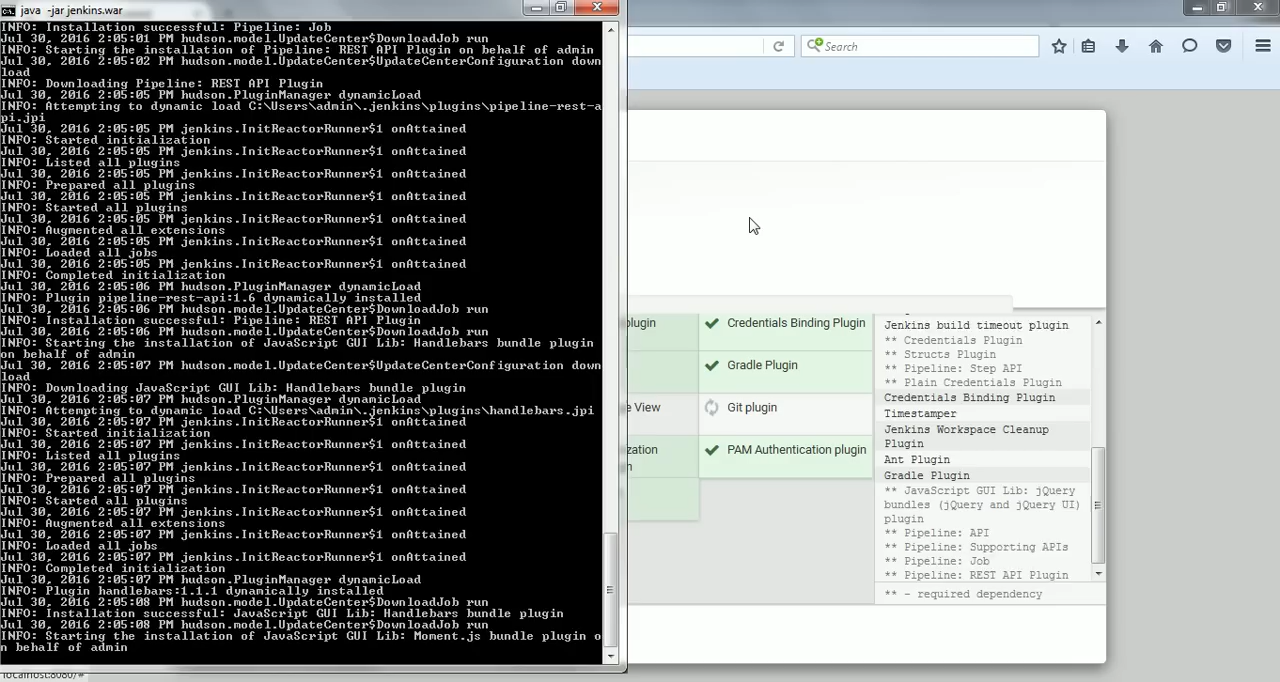 java  -jar jenkins.war
INFO: Installation successful: Pipeline: Job
Jul 30, 2016 2:05:01 PM hudson.model.UpdateCenter$DownloadJob run
INFO: Starting the installation of Pipeline: REST API Plugin on behalf of admin
Jul 30, 2016 2:05:02 PM hudson.model.UpdateCenter$UpdateCenterConfiguration down
load
INFO: Downloading Pipeline: REST API Plugin
Jul 30, 2016 2:05:05 PM hudson.PluginManager dynamicLoad
INFO: Attempting to dynamic load C:\Users\admin\.jenkins\plugins\pipeline-rest-a
pi.jpi
Jul 30, 2016 2:05:05 PM jenkins.InitReactorRunner$1 onAttained
INFO: Started initialization
Jul 30, 2016 2:05:05 PM jenkins.InitReactorRunner$1 onAttained
INFO: Listed all plugins
Jul 30, 2016 2:05:05 PM jenkins.InitReactorRunner$1 onAttained
INFO: Prepared all plugins
Jul 30, 2016 2:05:05 PM jenkins.InitReactorRunner$1 onAttained
INFO: Started all plugins
Jul 30, 2016 2:05:05 PM jenkins.InitReactorRunner$1 onAttained
INFO: Augmented all extensions
Jul 30, 2016 2:05:05 PM jenkins.InitReactorRunner$1 onAttained
INFO: Loaded all jobs
Jul 30, 2016 2:05:05 PM jenkins.InitReactorRunner$1 onAttained
INFO: Completed initialization
Jul 30, 2016 2:05:06 PM hudson.PluginManager dynamicLoad
INFO: Plugin pipeline-rest-api:1.6 dynamically installed
Jul 30, 2016 2:05:06 PM hudson.model.UpdateCenter$DownloadJob run
INFO: Installation successful: Pipeline: REST API Plugin
Jul 30, 2016 2:05:06 PM hudson.model.UpdateCenter$DownloadJob run
INFO: Starting the installation of JavaScript GUI Lib: Handlebars bundle plugin
on behalf of admin
Jul 30, 2016 2:05:07 PM hudson.model.UpdateCenter$UpdateCenterConfiguration down
load
INFO: Downloading JavaScript GUI Lib: Handlebars bundle plugin
Jul 30, 2016 2:05:07 PM hudson.PluginManager dynamicLoad
INFO: Attempting to dynamic load C:\Users\admin\.jenkins\plugins\handlebars.jpi
Jul 30, 2016 2:05:07 PM jenkins.InitReactorRunner$1 onAttained
INFO: Started initialization
Jul 30, 2016 2:05:07 PM jenkins.InitReactorRunner$1 onAttained
INFO: Listed all plugins
Jul 30, 2016 2:05:07 PM jenkins.InitReactorRunner$1 onAttained
INFO: Prepared all plugins
Jul 30, 2016 2:05:07 PM jenkins.InitReactorRunner$1 onAttained
INFO: Started all plugins
Jul 30, 2016 2:05:07 PM jenkins.InitReactorRunner$1 onAttained
INFO: Augmented all extensions
Jul 30, 2016 2:05:07 PM jenkins.InitReactorRunner$1 onAttained
INFO: Loaded all jobs
Jul 30, 2016 2:05:07 PM jenkins.InitReactorRunner$1 onAttained
INFO: Completed initialization
Jul 30, 2016 2:05:07 PM hudson.PluginManager dynamicLoad
INFO: Plugin handlebars:1.1.1 dynamically installed
Jul 30, 2016 2:05:08 PM hudson.model.UpdateCenter$DownloadJob run
INFO: Installation successful: JavaScript GUI Lib: Handlebars bundle plugin
Jul 30, 2016 2:05:08 PM hudson.model.UpdateCenter$DownloadJob run
INFO: Starting the installation of JavaScript GUI Lib: Moment.js bundle plugin o
n behalf of admin
localhost:8080/#
Search
plugin
Credentials Binding Plugin
Gradle Plugin
e View
Git plugin
zation
n
PAM Authentication plugin
Jenkins build timeout plugin
** Credentials Plugin
** Structs Plugin
** Pipeline: Step API
** Plain Credentials Plugin
Credentials Binding Plugin
Timestamper
Jenkins Workspace Cleanup
Plugin
Ant Plugin
Gradle Plugin
** JavaScript GUI Lib: jQuery
bundles (jQuery and jQuery UI)
plugin
** Pipeline: API
** Pipeline: Supporting APIs
** Pipeline: Job
** Pipeline: REST API Plugin
** - required dependency